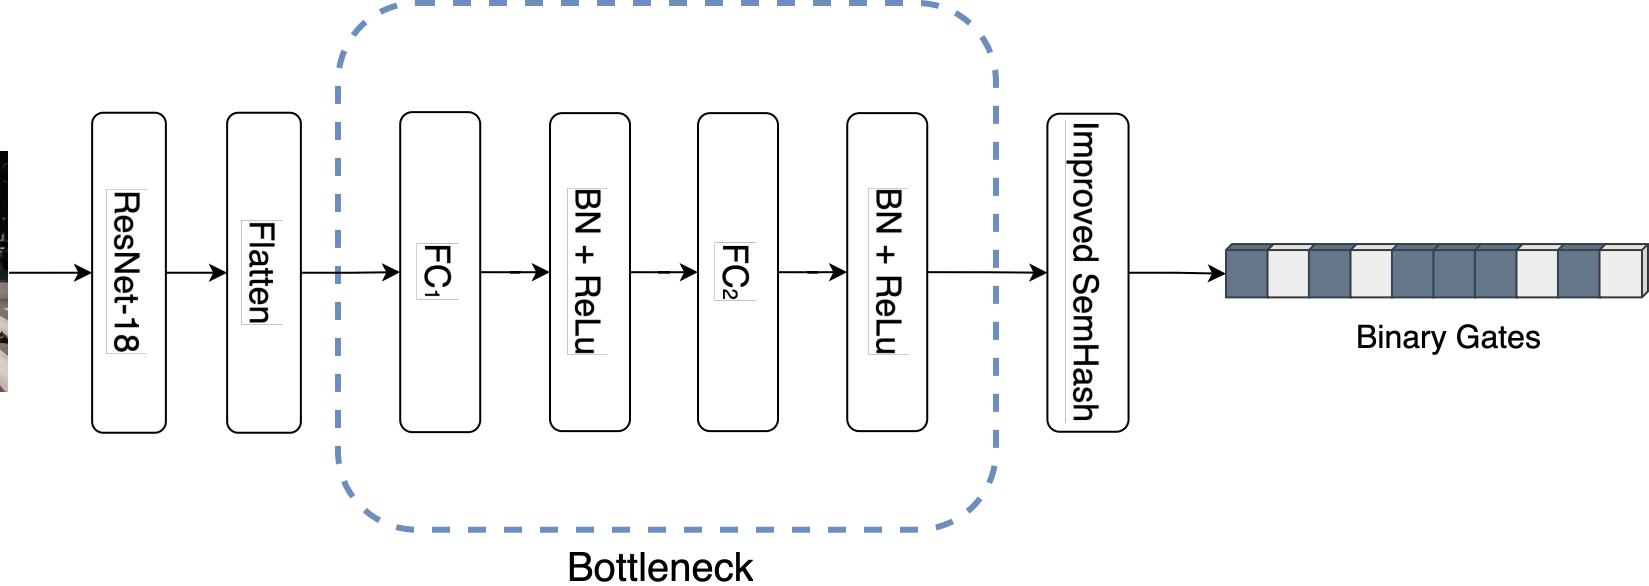 ResNet-18
Flatten
FC₁
BN + ReLu
FC₂
BN + ReLu
Improved SemHash
Binary Gates
Bottleneck